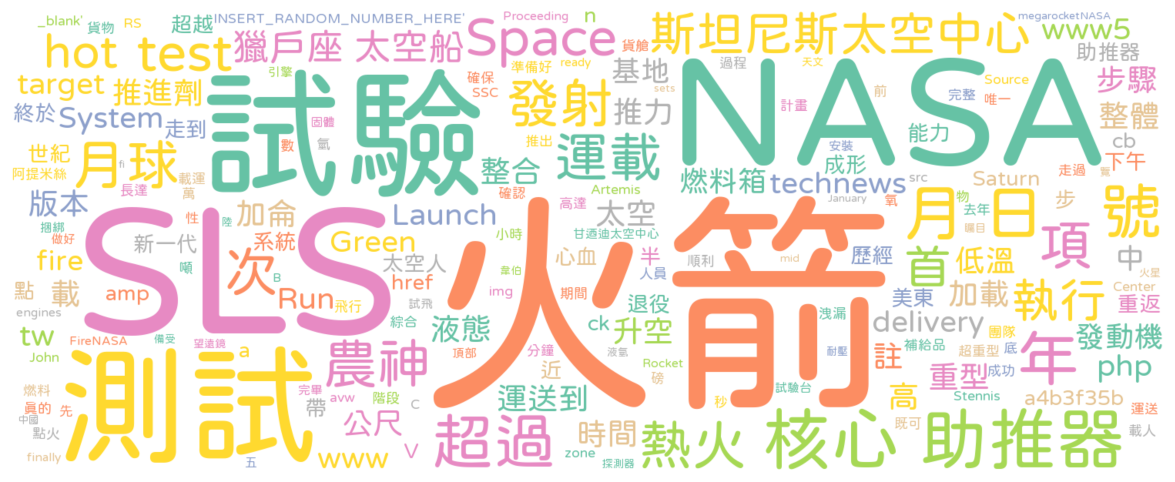 _blank'
貨物
RS
超越
INSERT_RANDOM_NUMBER_HERE'
Proceeding
n
megarocketNASA
hot test
獵戶座 太空船
Space
貨艙
斯坦尼斯太空中心
www5
助推器
引擎
準備好
ready
基地
過程
天文
target
推進劑
試驗
確保
SSC
發射
推力
NASA
sets
計畫
Source
唯一
前
完整
步驟
終於
System
走到
固體
氫
數
推出
整合
運載
安裝
成形
能力
整體
cb
下午
世紀
月球
fi
阿提米絲
長達
載運
萬
燃料箱
technews
src
走過
Saturn
版本
加侖
確認
Artemis
高達
太空
January
氧
物
去年
步
月
日
號
重返
捆綁
做好
性
陸
Launch
小時
甘迺迪太空中心
矚目
新一代
系統
Green
心血
半
人員
順利
mid
歷經
首
低溫
項
中
火星
Center
fire
噸
SLS
次
B
太空人
href
韋伯
期間
退役
洩漏
美東
加載
執行
點
載
amp
Run
飛行
試飛
img
火箭
engines
FireNASA
備受
綜合
液態
ck
升空
delivery
團隊
補給品
發動機
tw
John
望遠鏡
a
頂部
分鐘
液氫
耐壓
註
超重型
底
成功
年
php
測試
農神
近
Rocket
磅
重型
Stennis
燃料
完畢
avw
階段
C
運送到
試驗台
秒
高
a4b3f35b
運送
真的
先
中國
點火
帶
公尺
V
超過
時間
既可
載人
finally
www
五
zone
探測器
熱火
核心
助推器